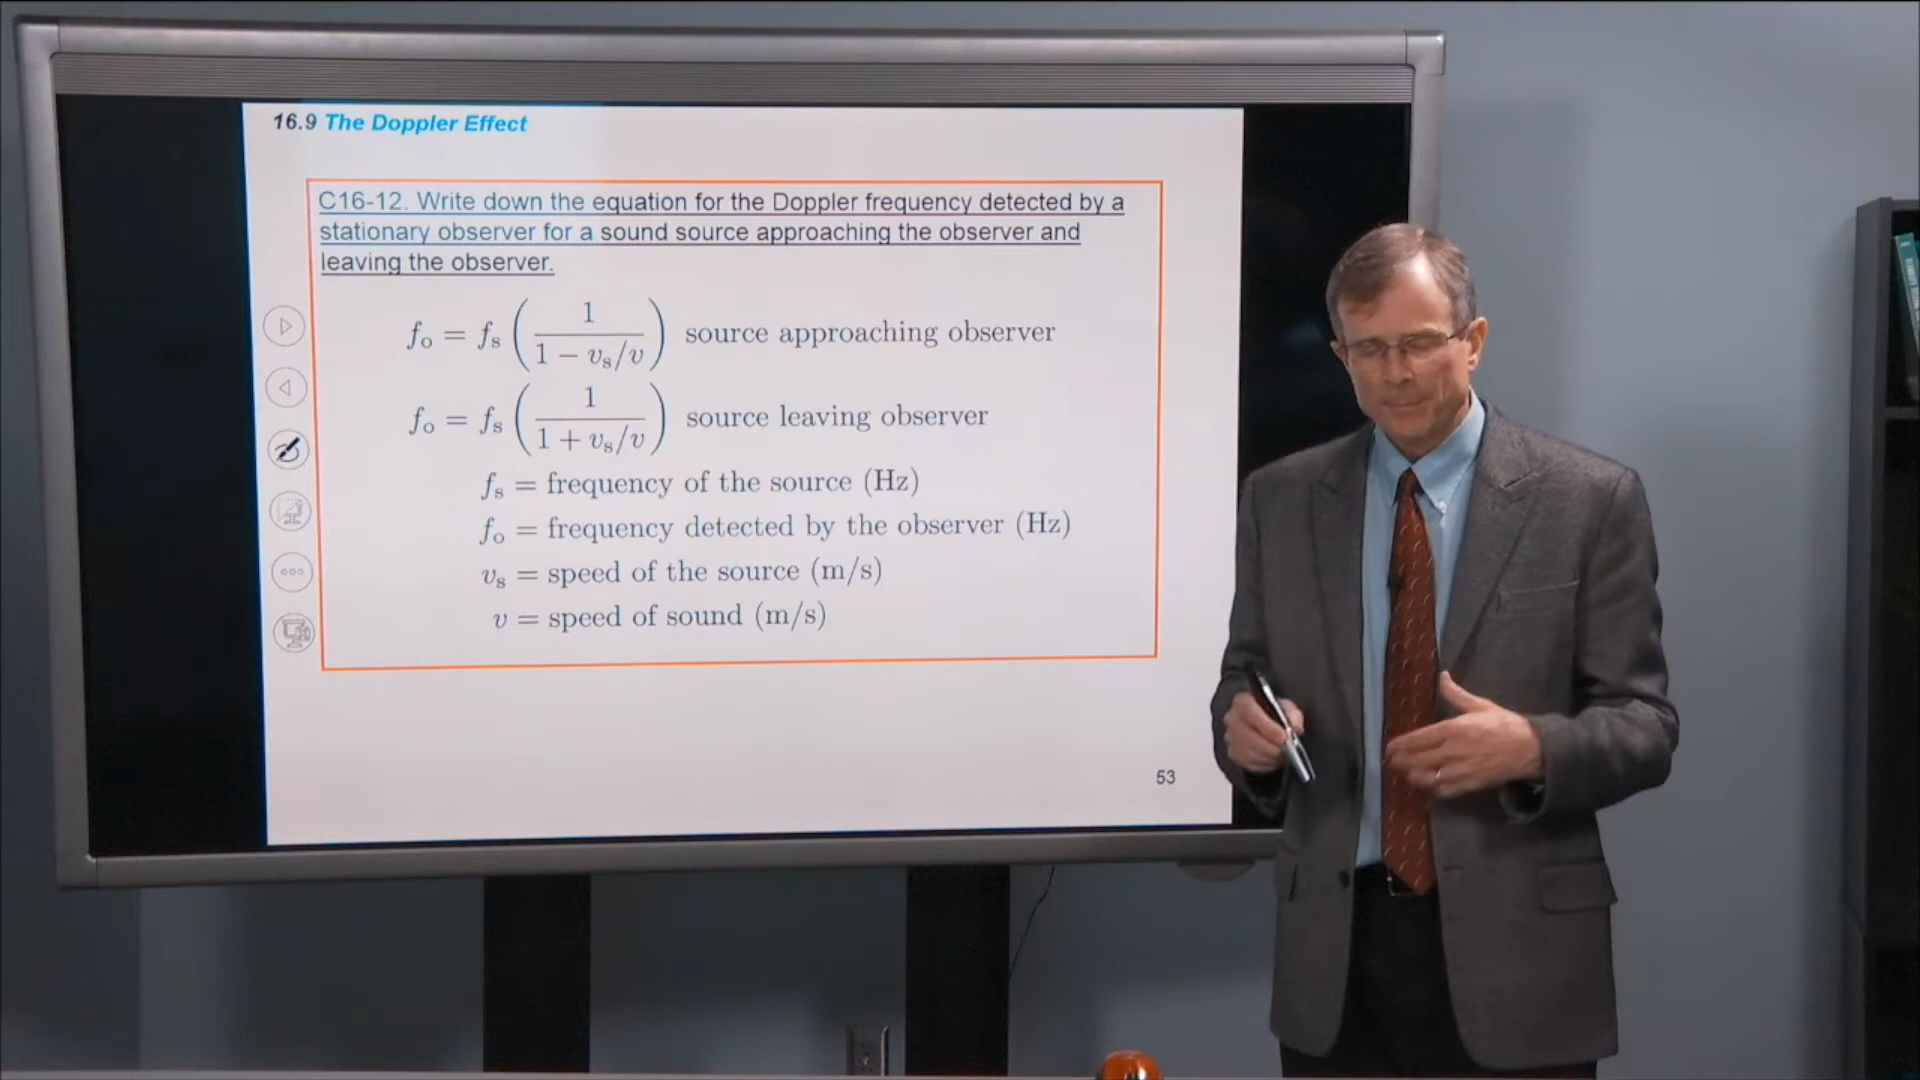 16.9 The Doppler Effect
C16-12. Write down the equation for the Doppler frequency detected by a
stationary observer for a sound source approaching the observer and
leaving the observer.
f_o = f_s (1 / (1 − v_s/v)) source approaching observer
f_o = f_s (1 / (1 + v_s/v)) source leaving observer
f_s = frequency of the source (Hz)
f_o = frequency detected by the observer (Hz)
v_s = speed of the source (m/s)
v = speed of sound (m/s)
53